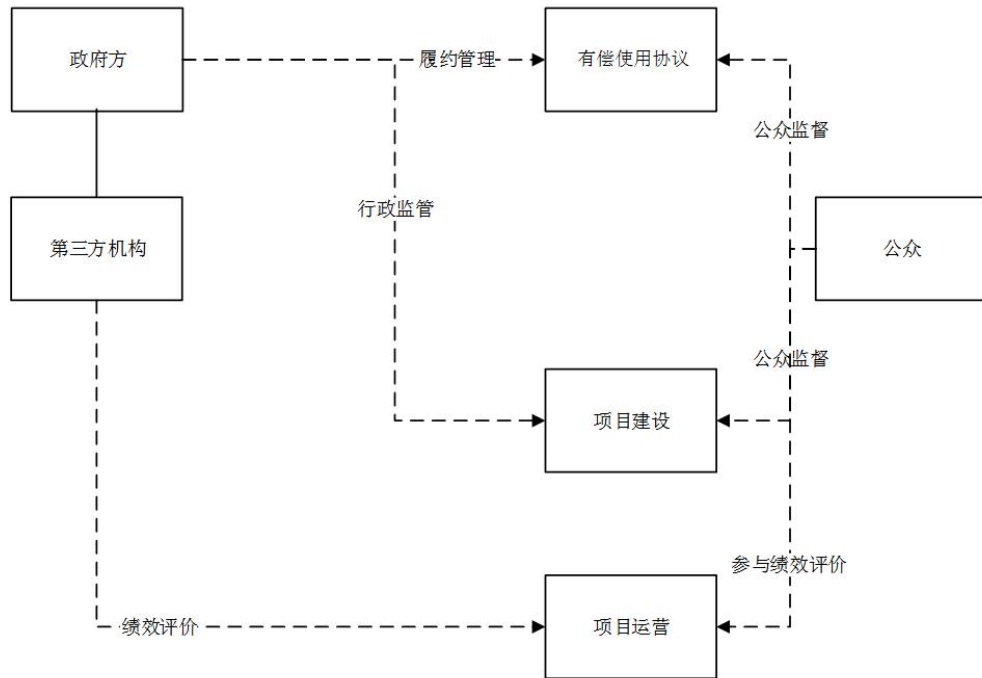 政府方
履约管理
有偿使用协议
公众监督
行政监管
第三方机构
公众
公众监督
项目建设
参与绩效评价
绩效评价
项目运营